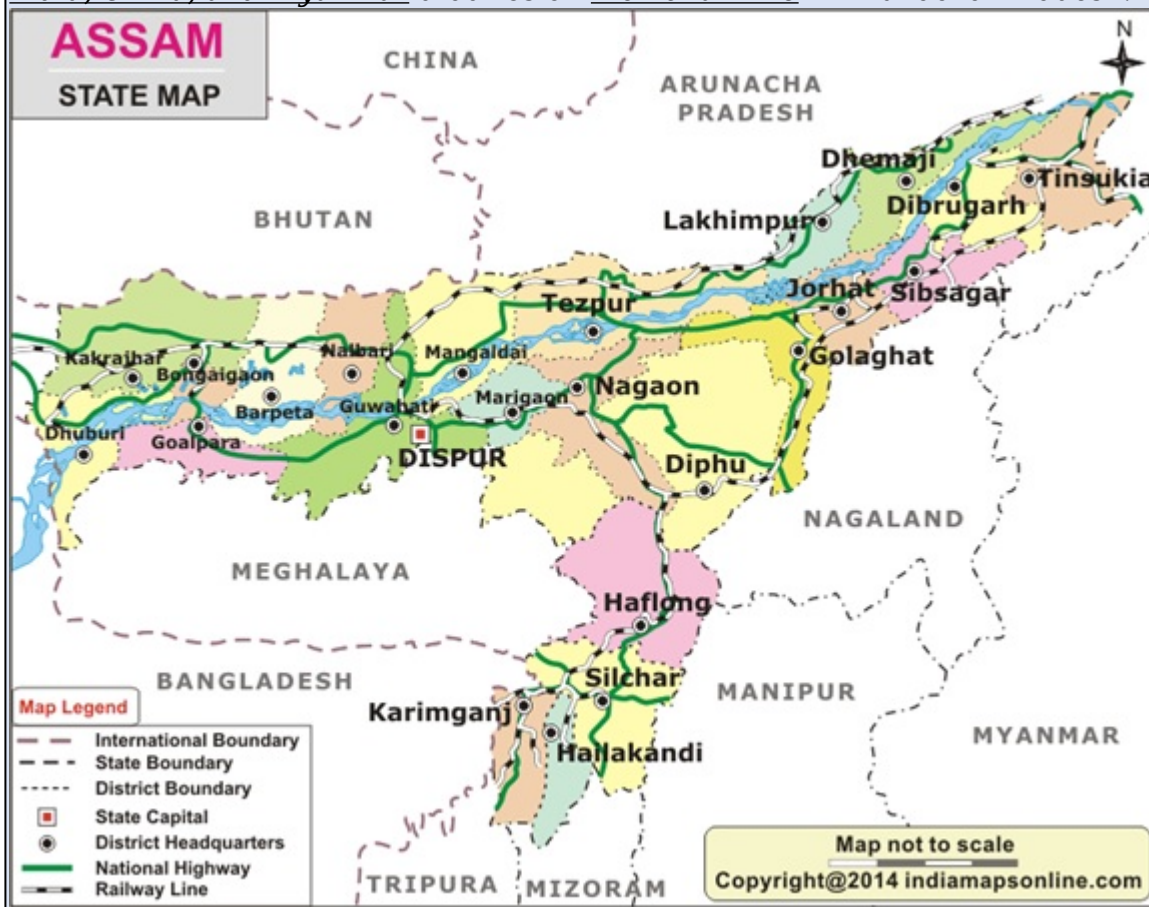 ASSAM
STATE MAP
N
CHINA
ARUNACHA
PRADESH
BHUTAN
Dhemaji
Tinsukia
Dibrugarh
Lakhimpur
Tezpur
Jorhat
Sibsagar
Kakrajhar
Bongaigaon
Nalbari
Mangaldai
Golaghat
Nagaon
Barpeta
Guwahati
Marigaon
Dhuburi
Goalpara
DISPUR
Diphu
NAGALAND
MEGHALAYA
Haflong
BANGLADESH
Silchar
MANIPUR
Karimganj
MYANMAR
Hailakandi
TRIPURA
MIZORAM
Map Legend
International Boundary
State Boundary
District Boundary
State Capital
District Headquarters
National Highway
Railway Line
Map not to scale
Copyright@2014 indiamapsonline.com